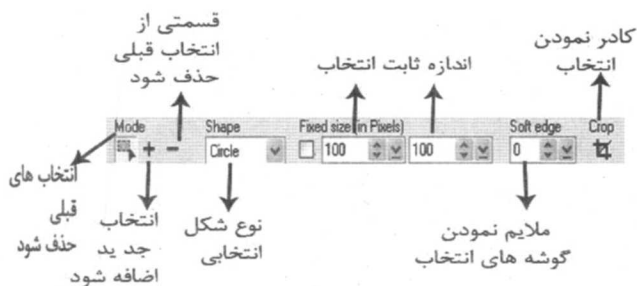 قسمتی از
انتخاب قبلی
حذف شود
اندازه ثابت انتخاب
کادر نمودن
انتخاب
Mode Shape Fixed size (in Pixels) Soft edge Crop
+ - Circle 100 100 0
انتخاب های
قبلی
حذف شود
انتخاب
جد ید
اضافه شود
نوع شکل
انتخابی
ملایم نمودن
گوشه های انتخاب